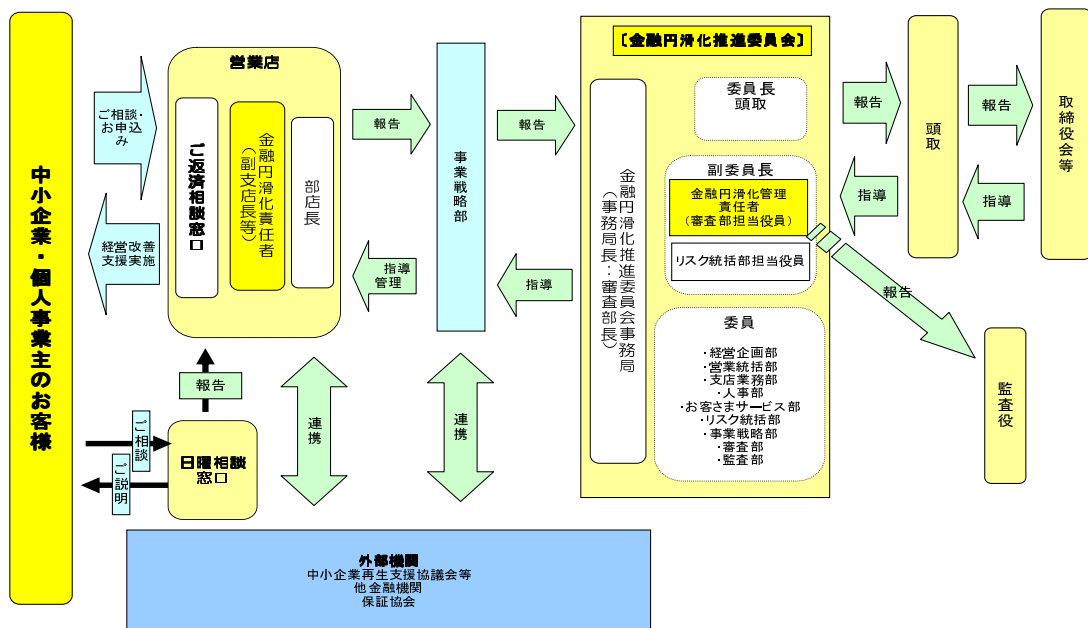 中小企業・個人事業主のお客様
ご相談・
お申込
み
経営改善
支援実施
営業店
ご返済相談窓口
金融円滑化責任者
（副支店長等）
部店長
報告
指導
管理
事業戦略部
報告
指導
［金融円滑化推進委員会］
金融円滑化推進委員会事務局
（事務局長：審査部長）
委員長
頭取
副委員長
金融円滑化管理
責任者
（審査部担当役員）
リスク統括部担当役員
委員
・経営企画部
・営業統括部
・支店業務部
・人事部
・お客さまサービス部
・リスク統括部
・事業戦略部
・審査部
・監査部
報告
指導
頭取
報告
指導
取締役会等
報告
監査役
報告
ご相談
ご説明
日曜相談
窓口
連携
連携
外部機関
中小企業再生支援協議会等
他金融機関
保証協会